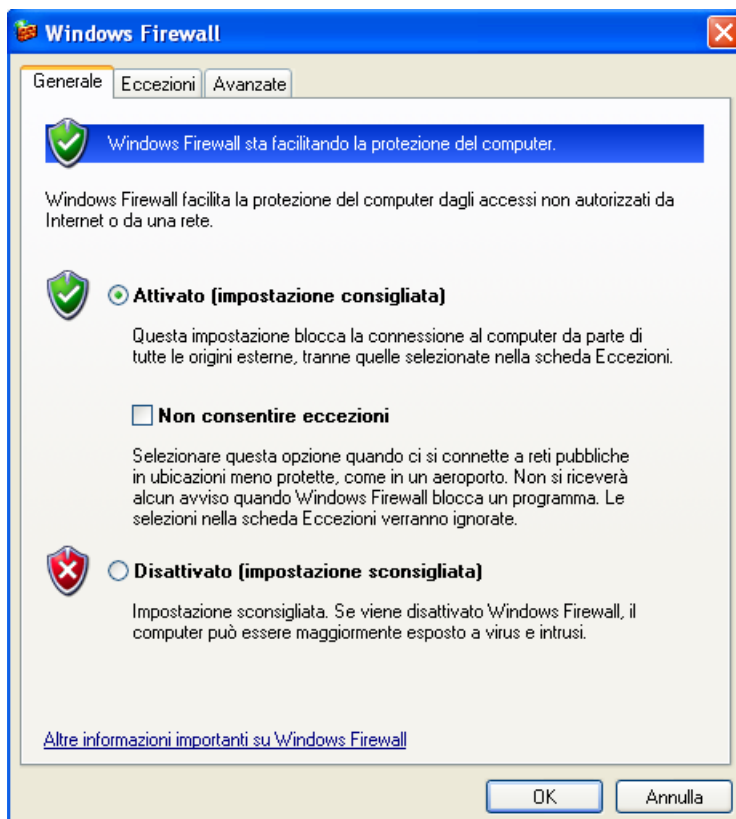 Windows Firewall
Generale
Eccezioni
Avanzate
Windows Firewall sta facilitando la protezione del computer.
Windows Firewall facilita la protezione del computer dagli accessi non autorizzati da
Internet o da una rete.
Attivato (impostazione consigliata)
Questa impostazione blocca la connessione al computer da parte di
tutte le origini esterne, tranne quelle selezionate nella scheda Eccezioni.
Non consentire eccezioni
Selezionare questa opzione quando ci si connette a reti pubbliche
in ubicazioni meno protette, come in un aeroporto. Non si riceverà
alcun avviso quando Windows Firewall blocca un programma. Le
selezioni nella scheda Eccezioni verranno ignorate.
Disattivato (impostazione sconsigliata)
Impostazione sconsigliata. Se viene disattivato Windows Firewall, il
computer può essere maggiormente esposto a virus e intrusi.
Altre informazioni importanti su Windows Firewall
OK
Annulla